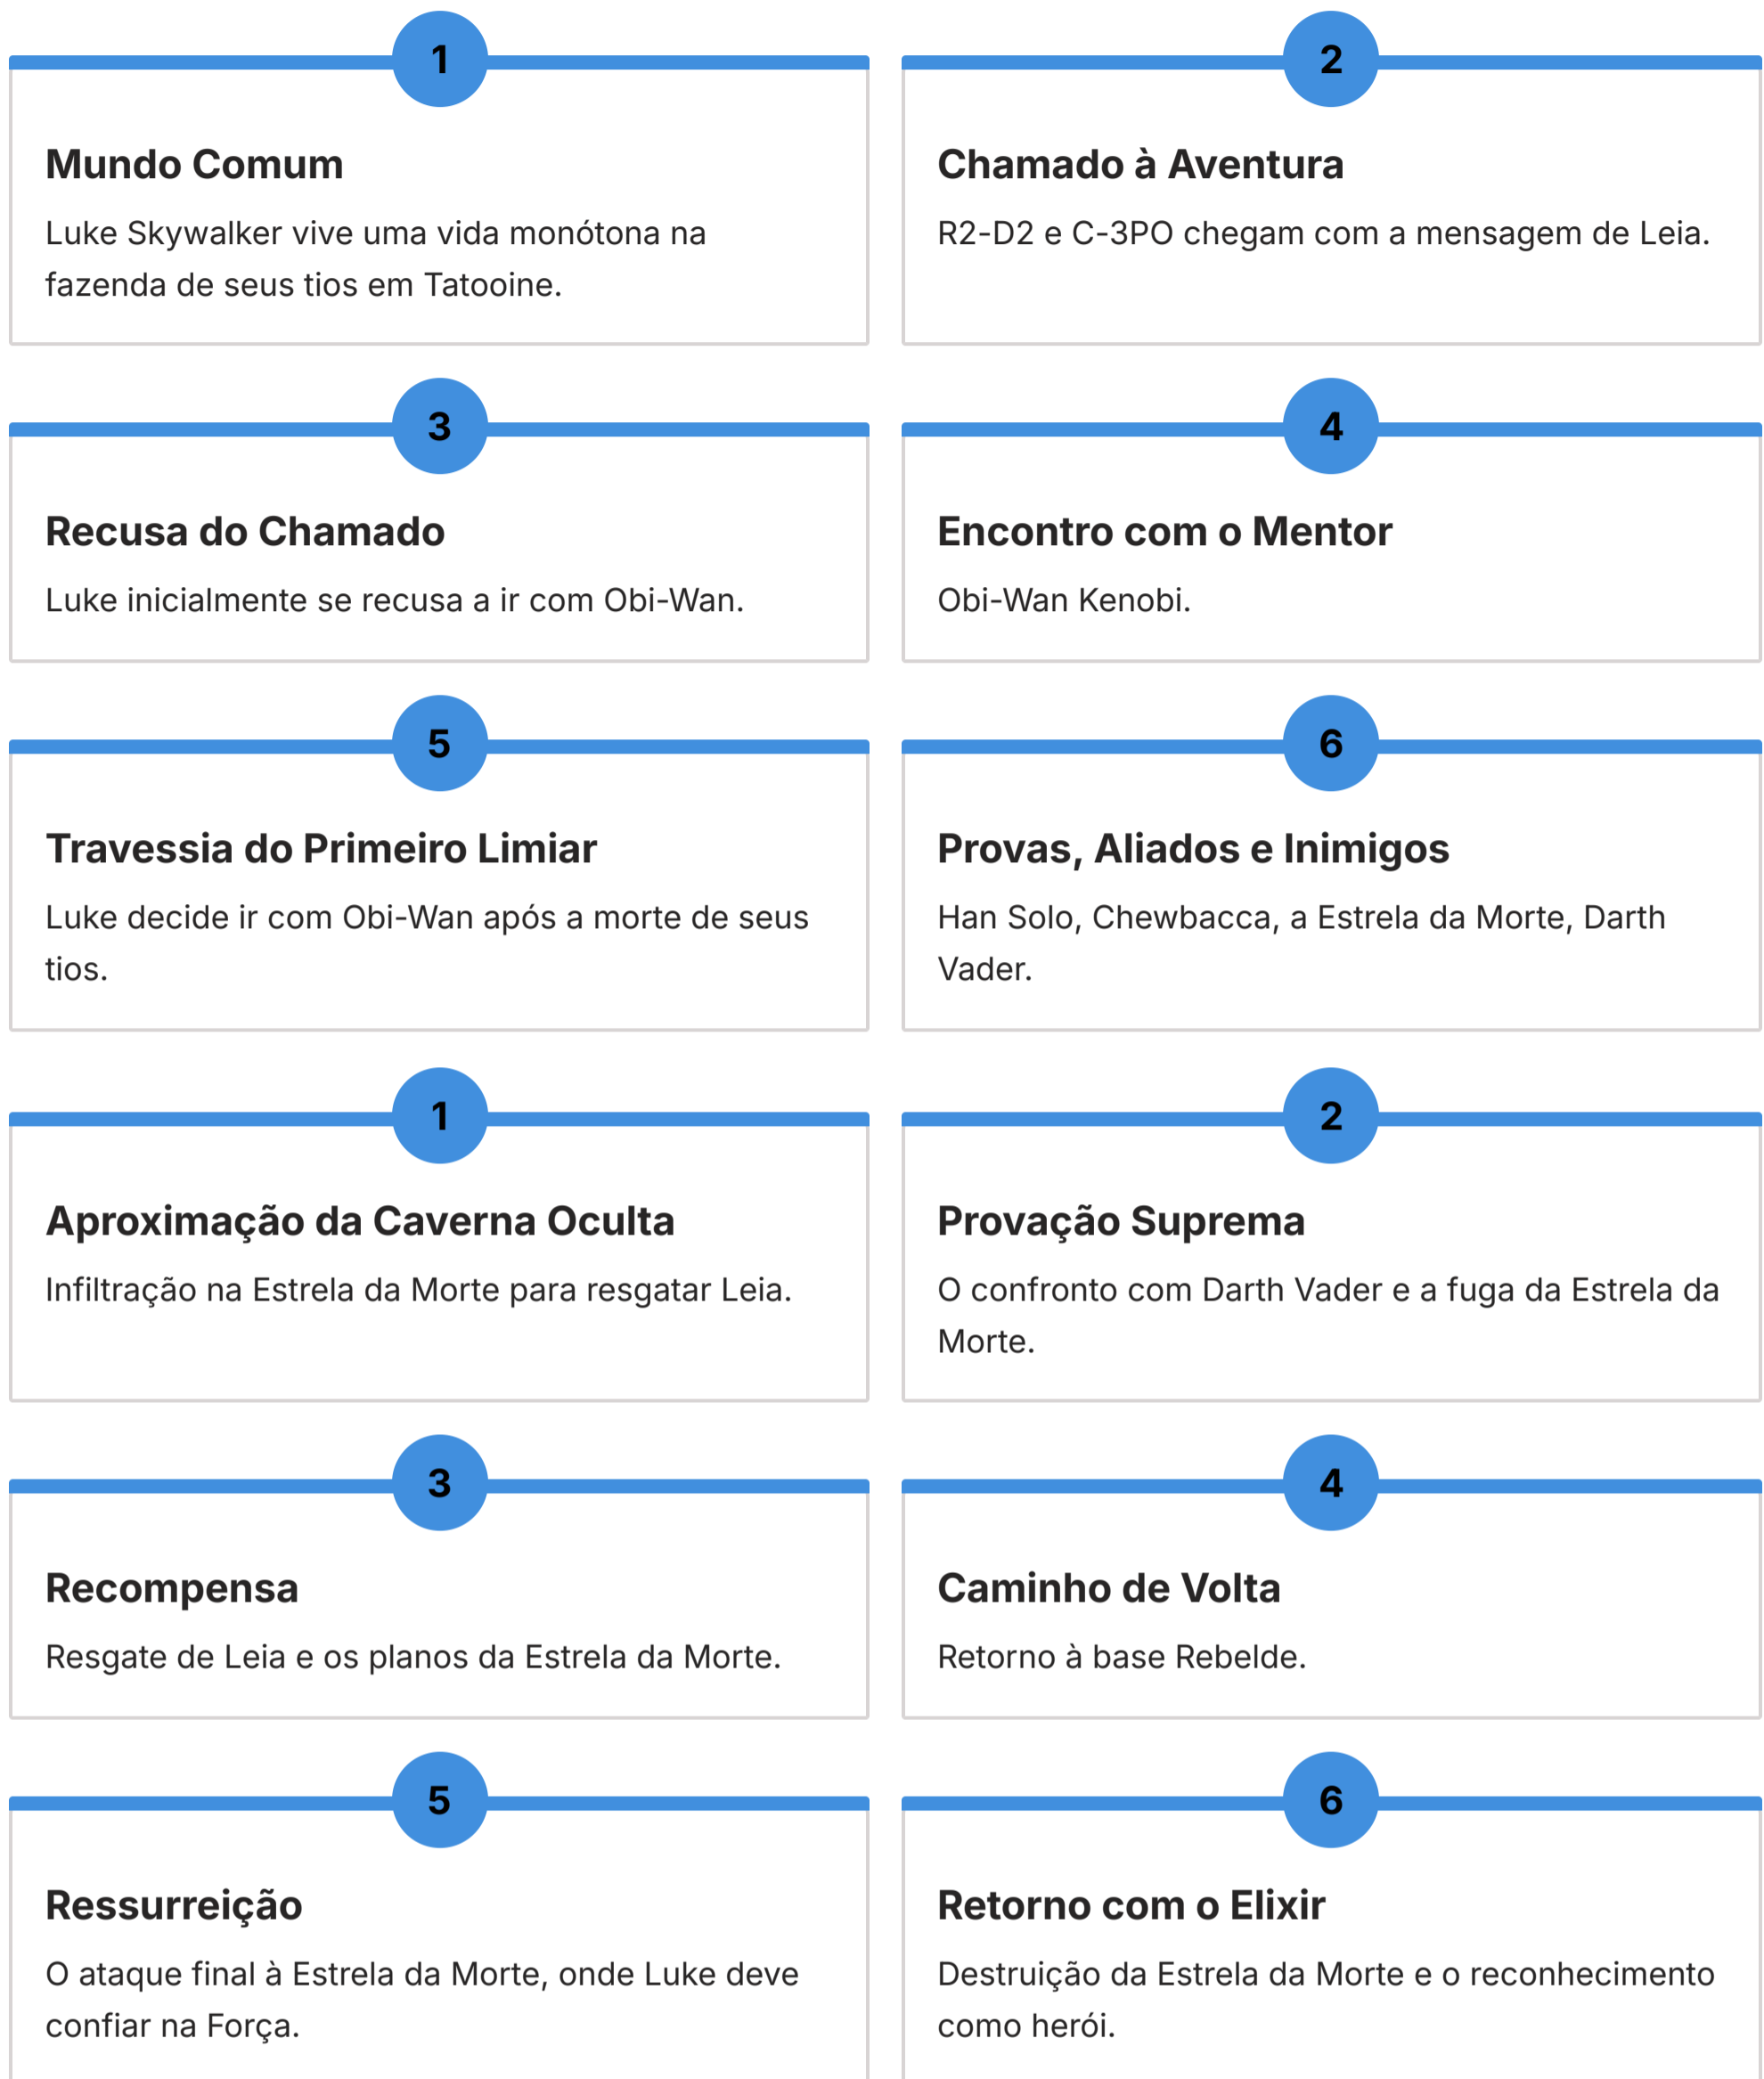 1
Mundo Comum
Luke Skywalker vive uma vida monótona na
fazenda de seus tios em Tatooine.
2
Chamado à Aventura
R2-D2 e C-3PO chegam com a mensagem de Leia.
3
Recusa do Chamado
Luke inicialmente se recusa a ir com Obi-Wan.
4
Encontro com o Mentor
Obi-Wan Kenobi.
5
Travessia do Primeiro Limiar
Luke decide ir com Obi-Wan após a morte de seus
tios.
6
Provas, Aliados e Inimigos
Han Solo, Chewbacca, a Estrela da Morte, Darth
Vader.
1
Aproximação da Caverna Oculta
Infiltração na Estrela da Morte para resgatar Leia.
2
Provação Suprema
O confronto com Darth Vader e a fuga da Estrela da
Morte.
3
Recompensa
Resgate de Leia e os planos da Estrela da Morte.
4
Caminho de Volta
Retorno à base Rebelde.
5
Ressurreição
O ataque final à Estrela da Morte, onde Luke deve
confiar na Força.
6
Retorno com o Elixir
Destruição da Estrela da Morte e o reconhecimento
como herói.